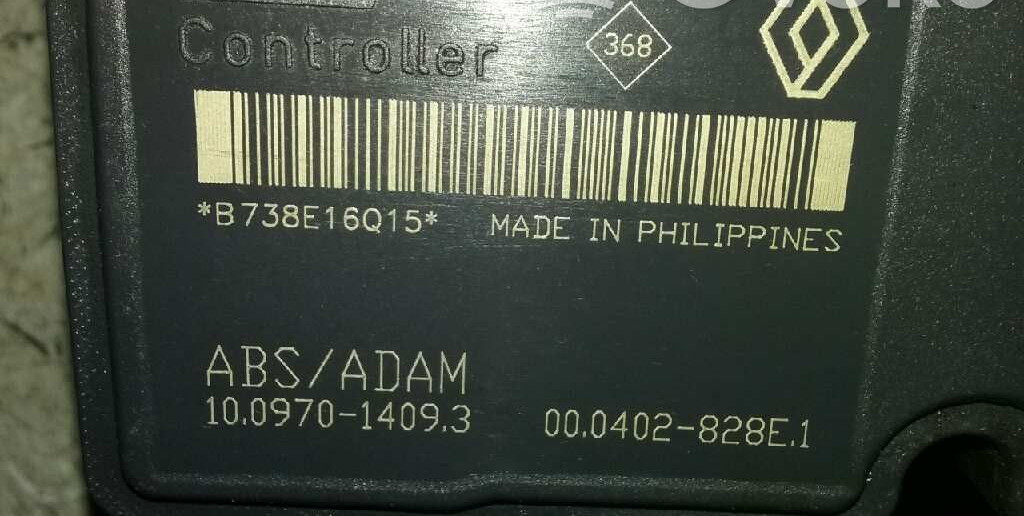 Controller
368
*B738E16Q15* MADE IN PHILIPPINES
ABS/ADAM
10.0970-1409.3 00.0402-828E.1